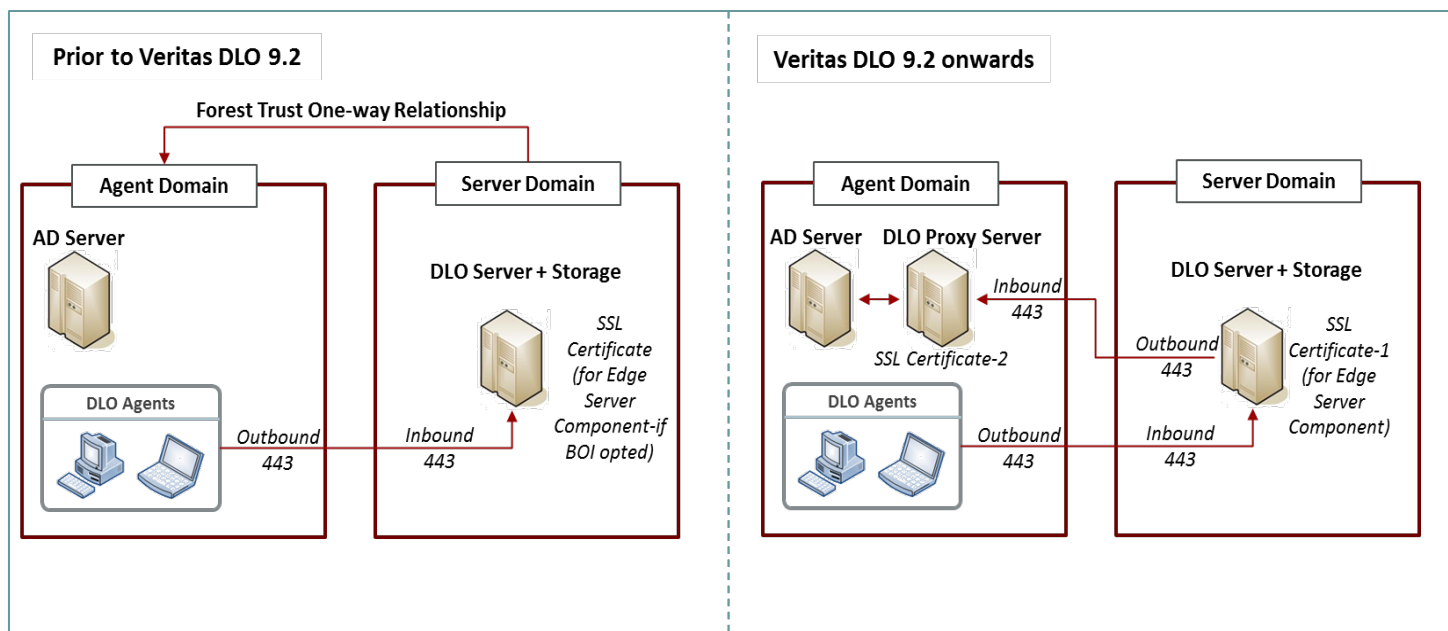 Prior to Veritas DLO 9.2
Forest Trust One-way Relationship
Agent Domain
Server Domain
AD Server
DLO Server + Storage
SSL
Certificate
(for Edge
Server
Component-if
BOI opted)
DLO Agents
Outbound
443
Inbound
443
Veritas DLO 9.2 onwards
Agent Domain
Server Domain
AD Server
DLO Proxy Server
DLO Server + Storage
Inbound
443
SSL Certificate-2
Outbound
443
SSL
Certificate-1
(for Edge
Server
Component)
DLO Agents
Outbound
443
Inbound
443